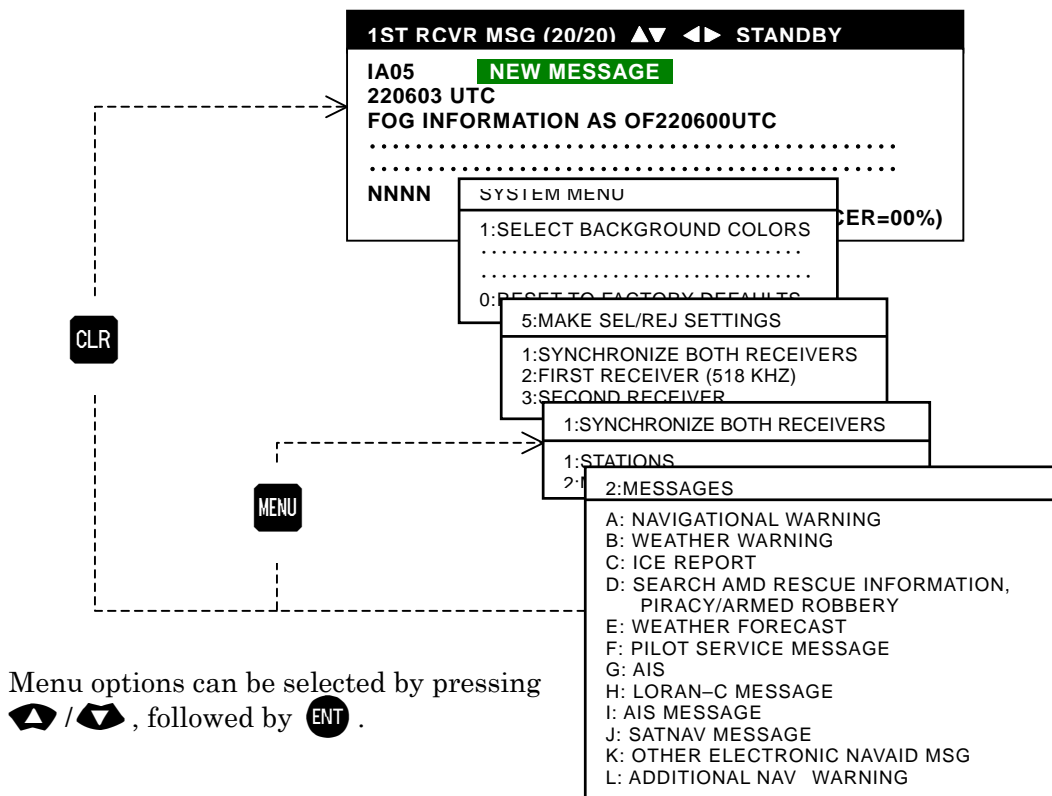 1ST RCVR MSG (20/20) ▲▼ ◀▶ STANDBY
IA05 NEW MESSAGE
220603 UTC
FOG INFORMATION AS OF220600UTC
NNNN
CER=00%)
SYSTEM MENU
1:SELECT BACKGROUND COLORS
0:RESET TO FACTORY DEFAULTS
5:MAKE SEL/REJ SETTINGS
1:SYNCHRONIZE BOTH RECEIVERS
2:FIRST RECEIVER (518 KHZ)
3:SECOND RECEIVER
1:SYNCHRONIZE BOTH RECEIVERS
1:STATIONS
2:
2:MESSAGES
A: NAVIGATIONAL WARNING
B: WEATHER WARNING
C: ICE REPORT
D: SEARCH AMD RESCUE INFORMATION,
PIRACY/ARMED ROBBERY
E: WEATHER FORECAST
F: PILOT SERVICE MESSAGE
G: AIS
H: LORAN–C MESSAGE
I: AIS MESSAGE
J: SATNAV MESSAGE
K: OTHER ELECTRONIC NAVAID MSG
L: ADDITIONAL NAV WARNING
CLR
MENU
Menu options can be selected by pressing
/ , followed by ENT .